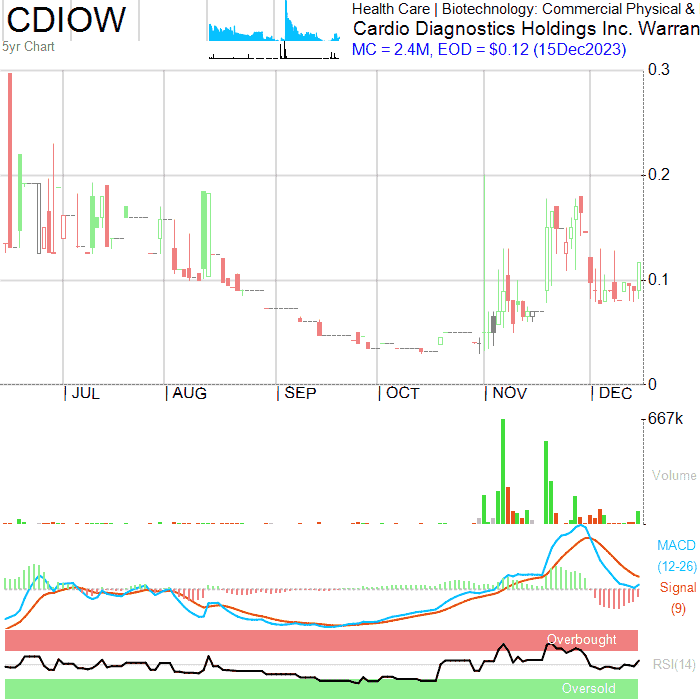 CDIOW
5yr Chart
Health Care | Biotechnology: Commercial Physical &
Cardio Diagnostics Holdings Inc. Warran
MC = 2.4M, EOD = $0.12 (15Dec2023)
0.3
0.2
0.1
0
| JUL | AUG | SEP | OCT | NOV | DEC
667k
Volume
MACD
(12-26)
Signal
(9)
Overbought
RSI(14)
Oversold